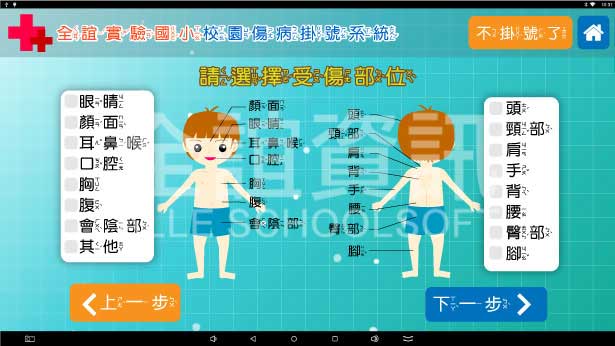 全誼實驗國小校園傷病掛號系統
不掛號了
請選擇受傷部位
眼睛
顏面
耳鼻喉
口腔
胸
腹
會陰部
其他
顏面
眼睛
耳鼻喉
口腔
胸
腹
會陰部
頭
頸部
肩
背
手
腰
臀部
腳
頭
頸部
肩
手
背
腰
臀部
腳
全誼資訊
ALLE SCHOOLSOFT
上一步
下一步